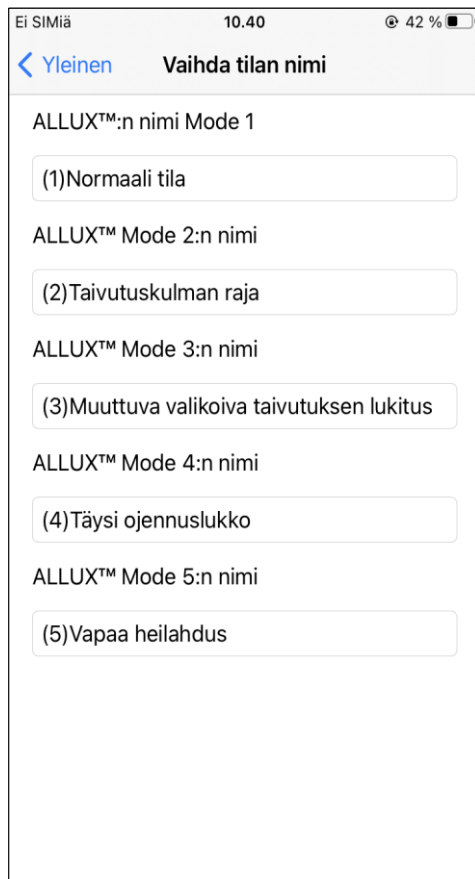 Ei SIMiä 10.40 42 %
Yleinen Vaihda tilan nimi
ALLUX™:n nimi Mode 1
(1)Normaali tila
ALLUX™ Mode 2:n nimi
(2)Taivutuskulman raja
ALLUX™ Mode 3:n nimi
(3)Muuttuva valikoiva taivutuksen lukitus
ALLUX™ Mode 4:n nimi
(4)Täysi ojennuslukko
ALLUX™ Mode 5:n nimi
(5)Vapaa heilahdus